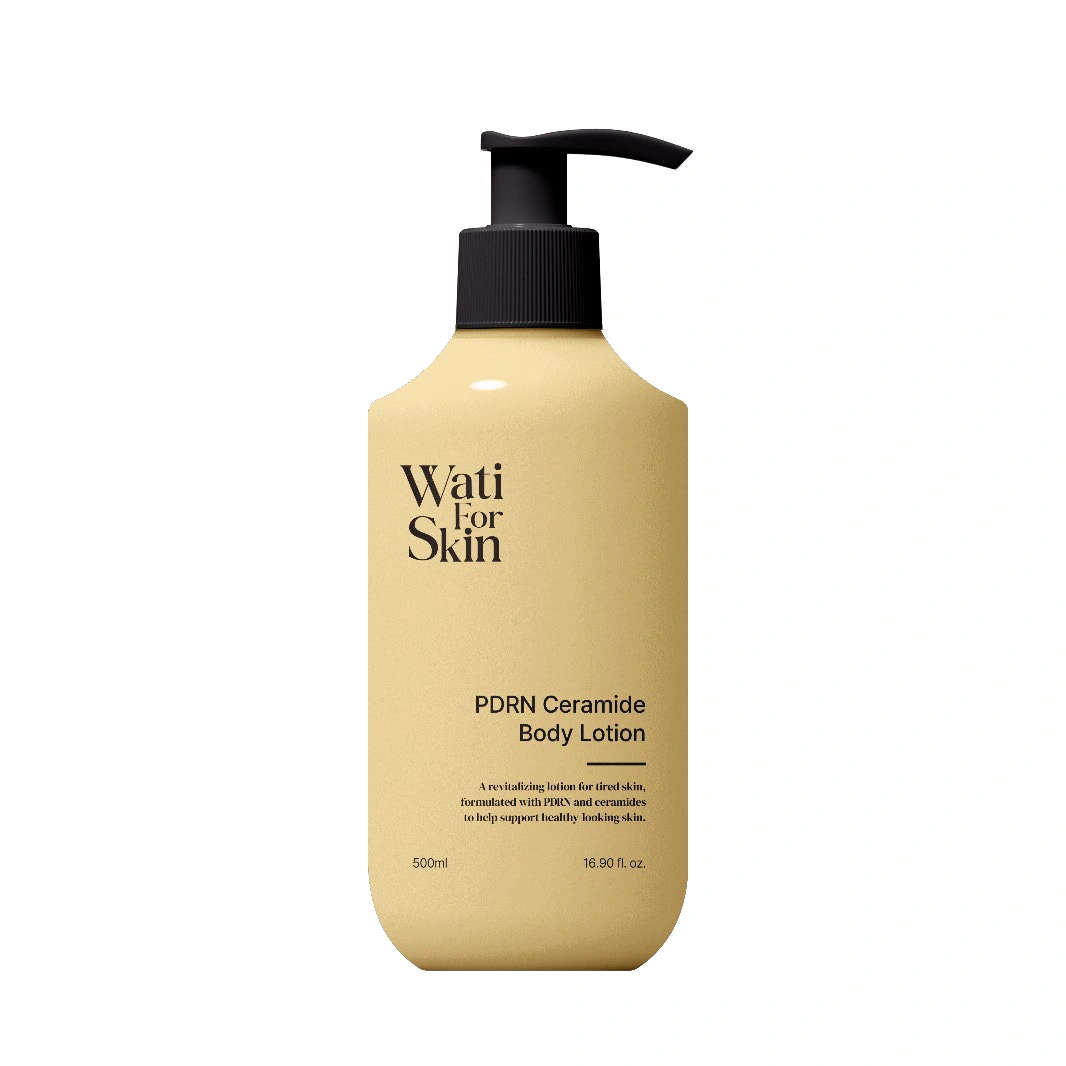 Wati
For
Skin
PDRN Ceramide
Body Lotion
A revitalizing lotion for tired skin,
formulated with PDRN and ceramides
to help support healthy-looking skin.
500ml
16.90 fl. oz.